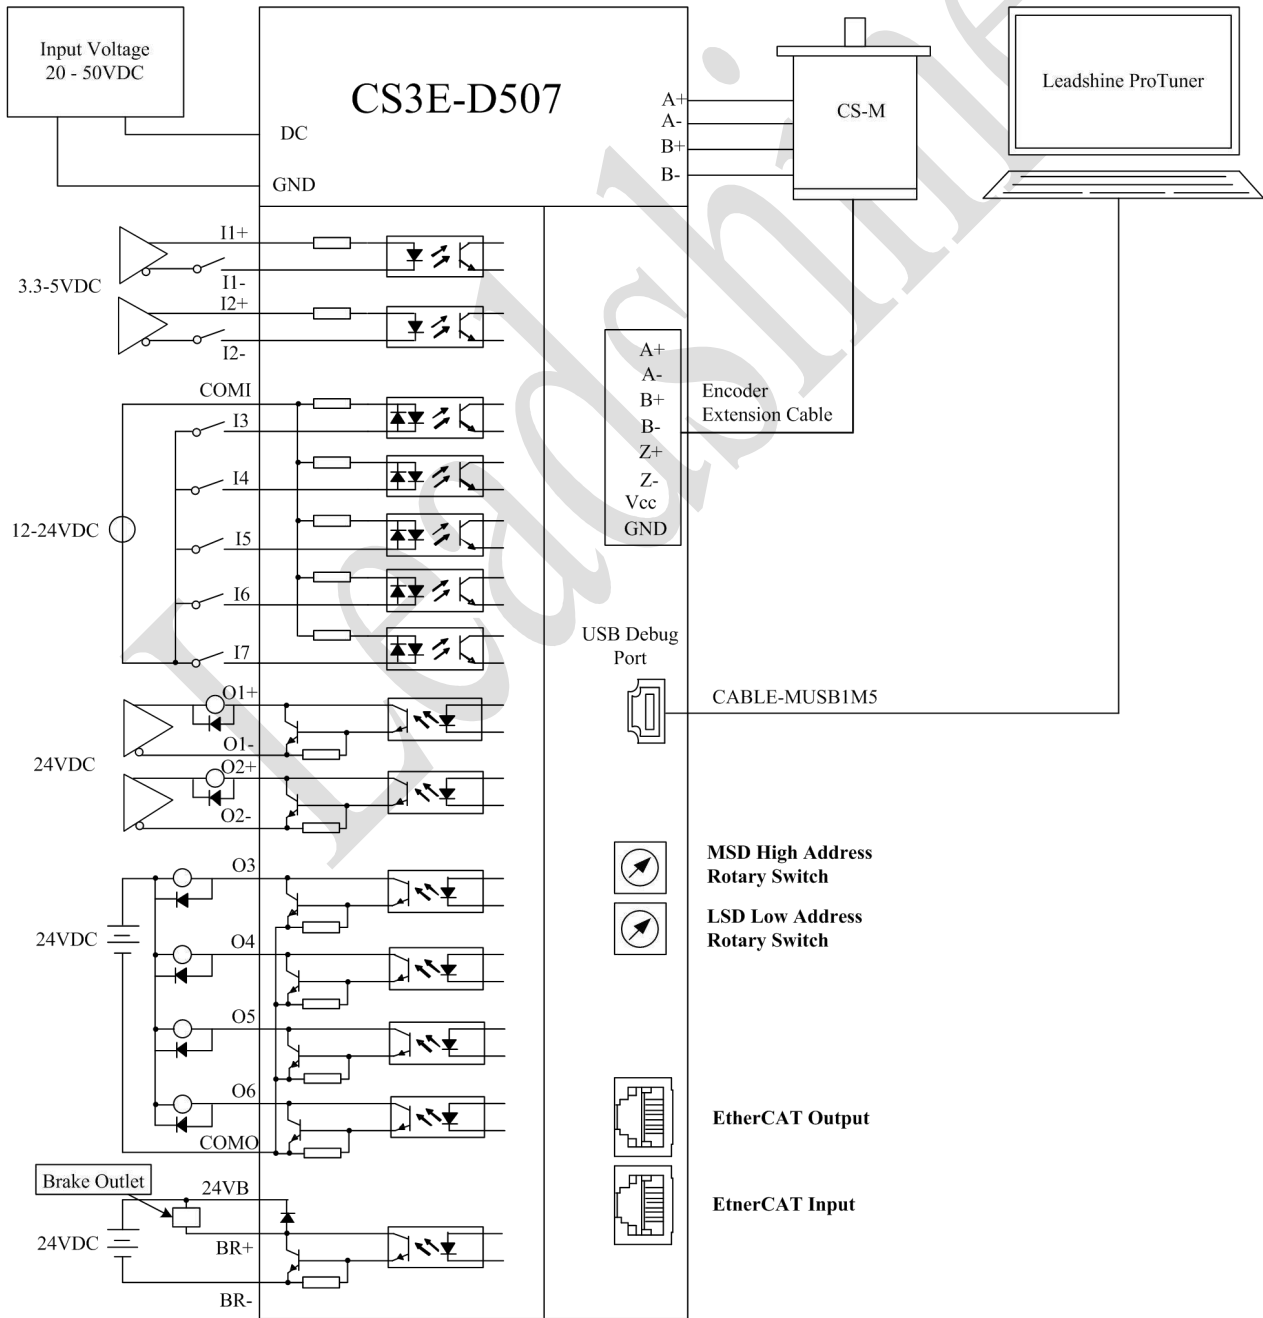 Input Voltage
20 - 50VDC
CS3E-D507
DC
GND
A+
A-
B+
B-
CS-M
Leadshine ProTuner
I1+
I1-
3.3-5VDC
I2+
I2-
COMI
I3
I4
12-24VDC
I5
I6
I7
A+
A-
B+
B-
Z+
Z-
Vcc
GND
Encoder
Extension Cable
USB Debug
Port
CABLE-MUSB1M5
O1+
O1-
24VDC
O2+
O2-
O3
24VDC
O4
O5
O6
COMO
MSD High Address
Rotary Switch
LSD Low Address
Rotary Switch
EtherCAT Output
EtnerCAT Input
Brake Outlet
24VB
24VDC
BR+
BR-
Leadshine